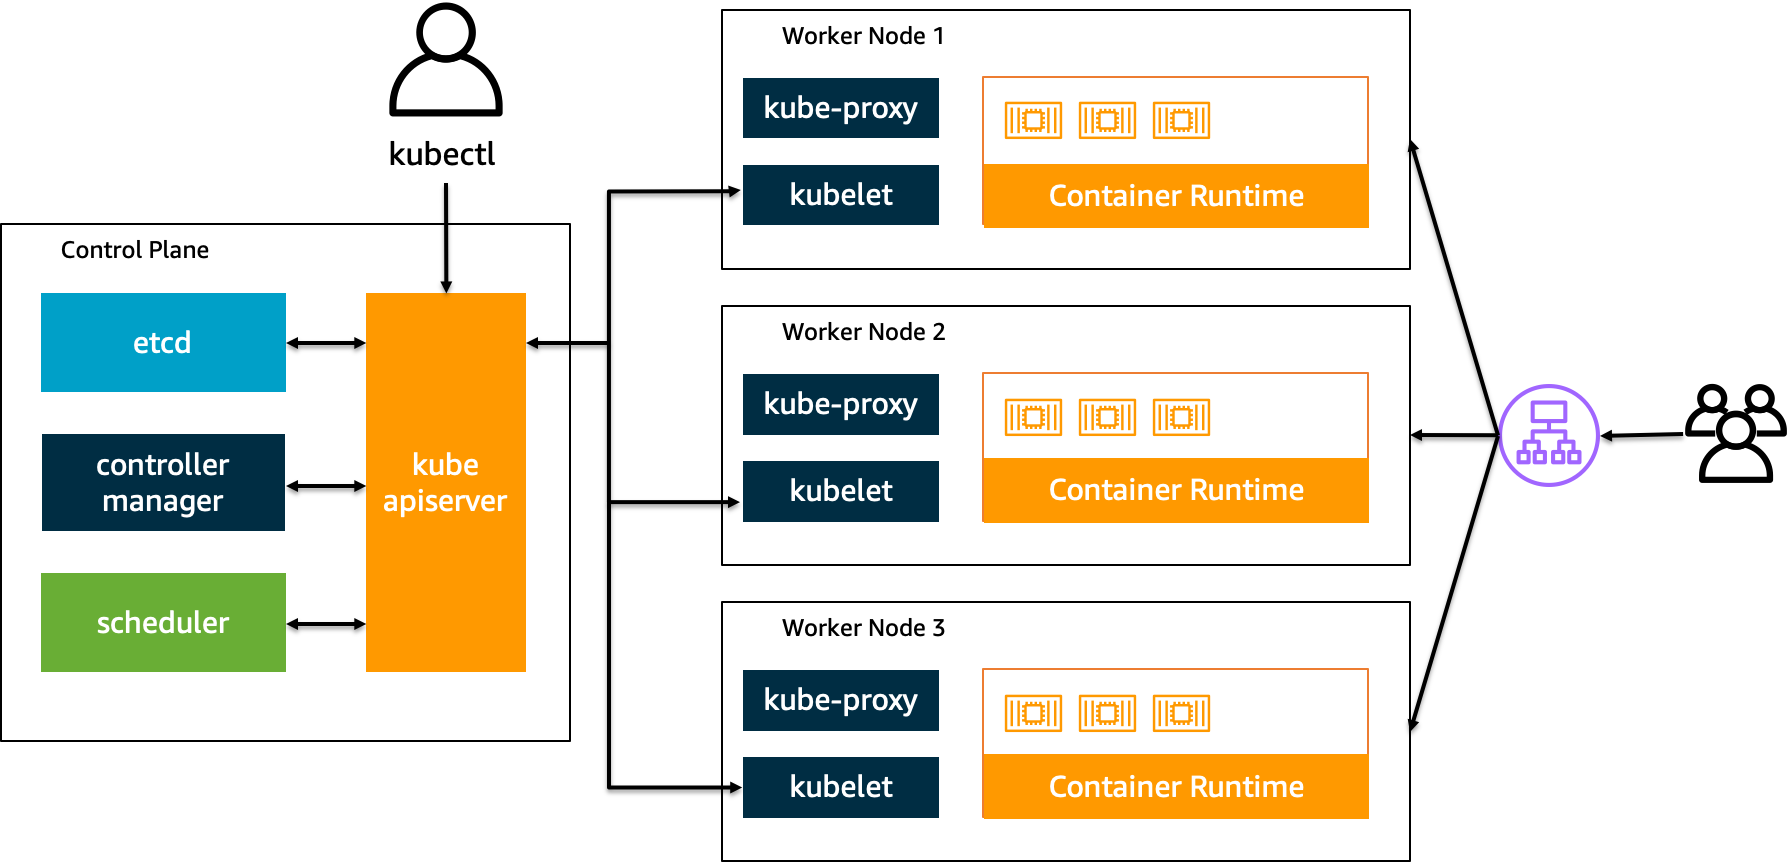 kubectl
Control Plane
etcd
controller
manager
scheduler
kube
apiserver
Worker Node 1
kube-proxy
kubelet
Container Runtime
Worker Node 2
kube-proxy
kubelet
Container Runtime
Worker Node 3
kube-proxy
kubelet
Container Runtime